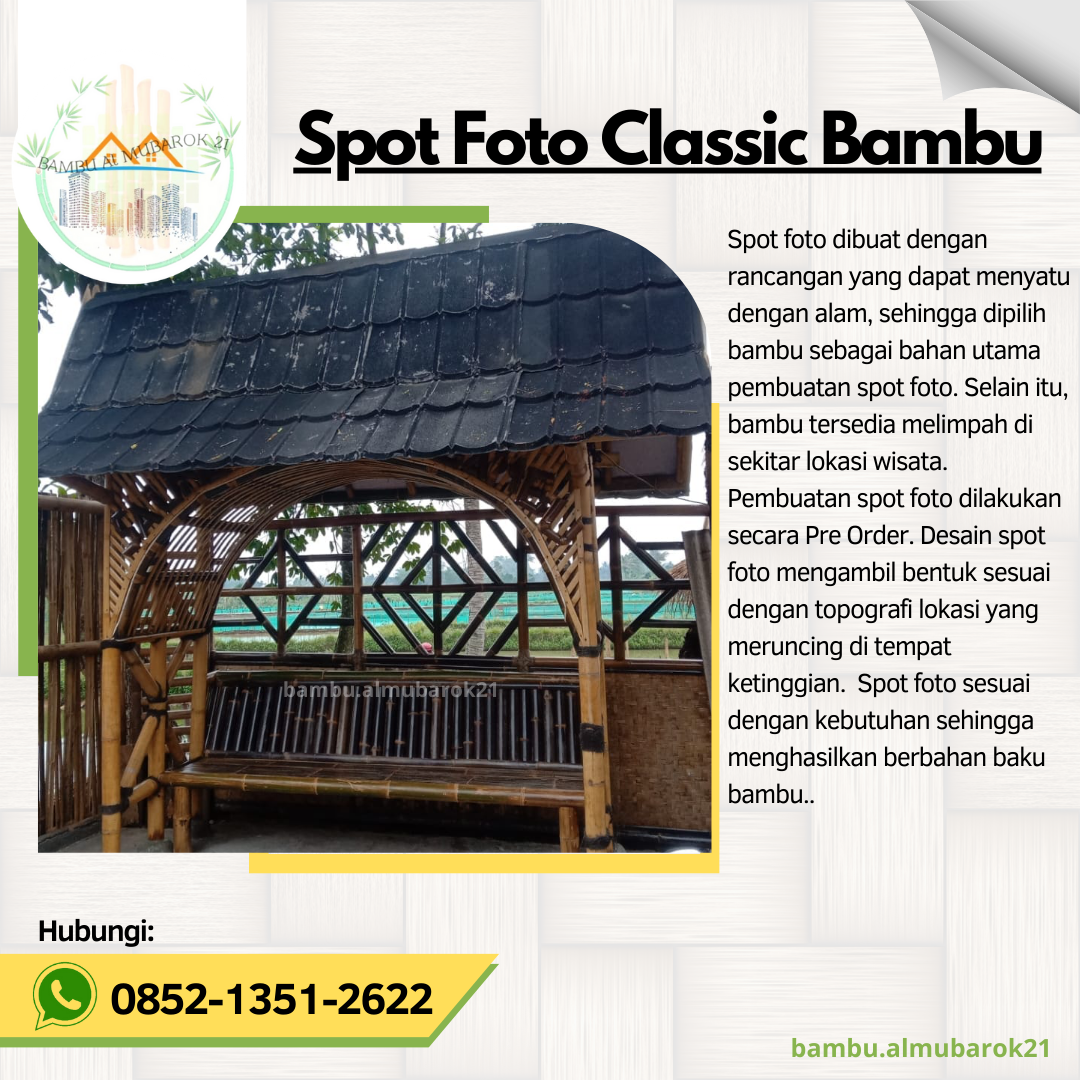 BAMBU Al MUBAROK 21
Spot Foto Classic Bambu
Spot foto dibuat dengan
rancangan yang dapat menyatu
dengan alam, sehingga dipilih
bambu sebagai bahan utama
pembuatan spot foto. Selain itu,
bambu tersedia melimpah di
sekitar lokasi wisata.
Pembuatan spot foto dilakukan
secara Pre Order. Desain spot
foto mengambil bentuk sesuai
dengan topografi lokasi yang
meruncing di tempat
ketinggian.  Spot foto sesuai
dengan kebutuhan sehingga
menghasilkan berbahan baku
bambu..
bambu.almubarok21
Hubungi:
0852-1351-2622
bambu.almubarok21